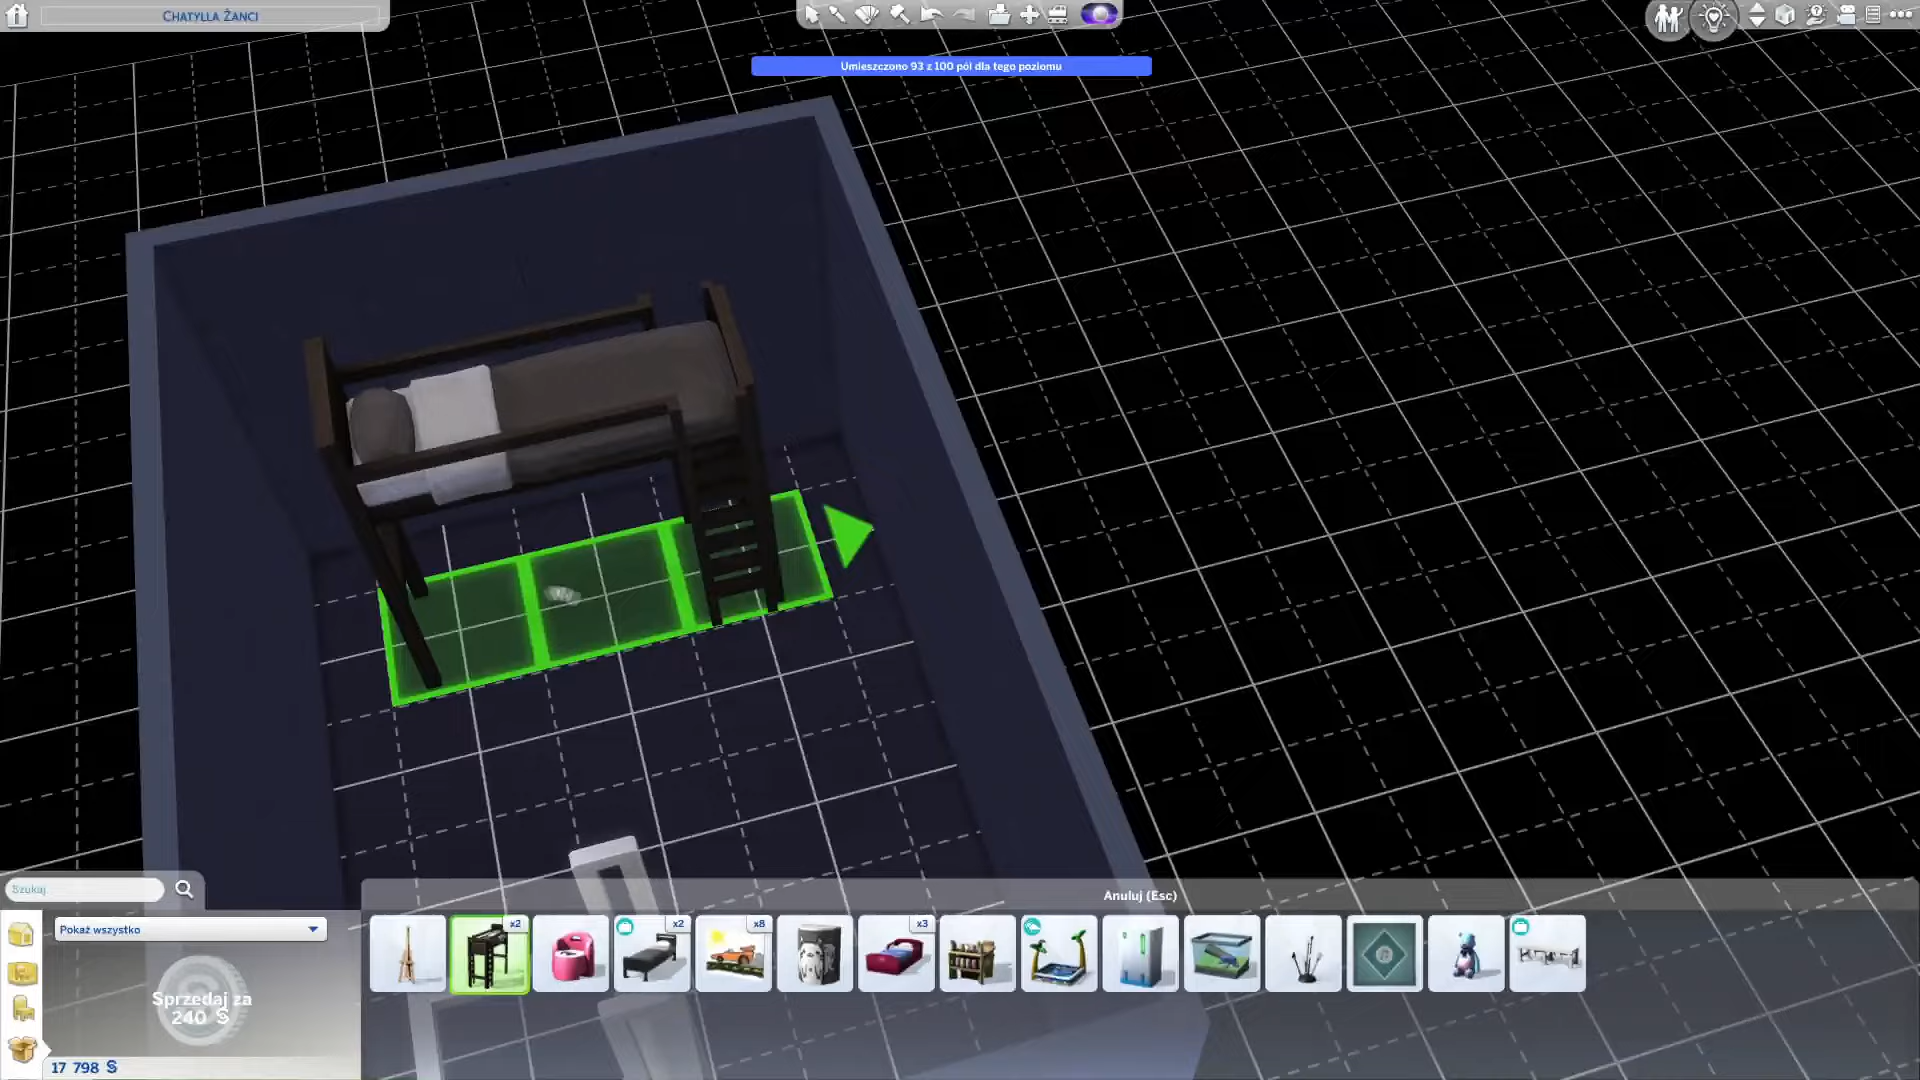 CHATYLLA ŻANCI
Umieszczono 93 z 100 pól dla tego poziomu
Szukaj
Anuluj (Esc)
Pokaż wszystko
x2
x2
x8
x3
Sprzedaj za
240 §
17 798 §